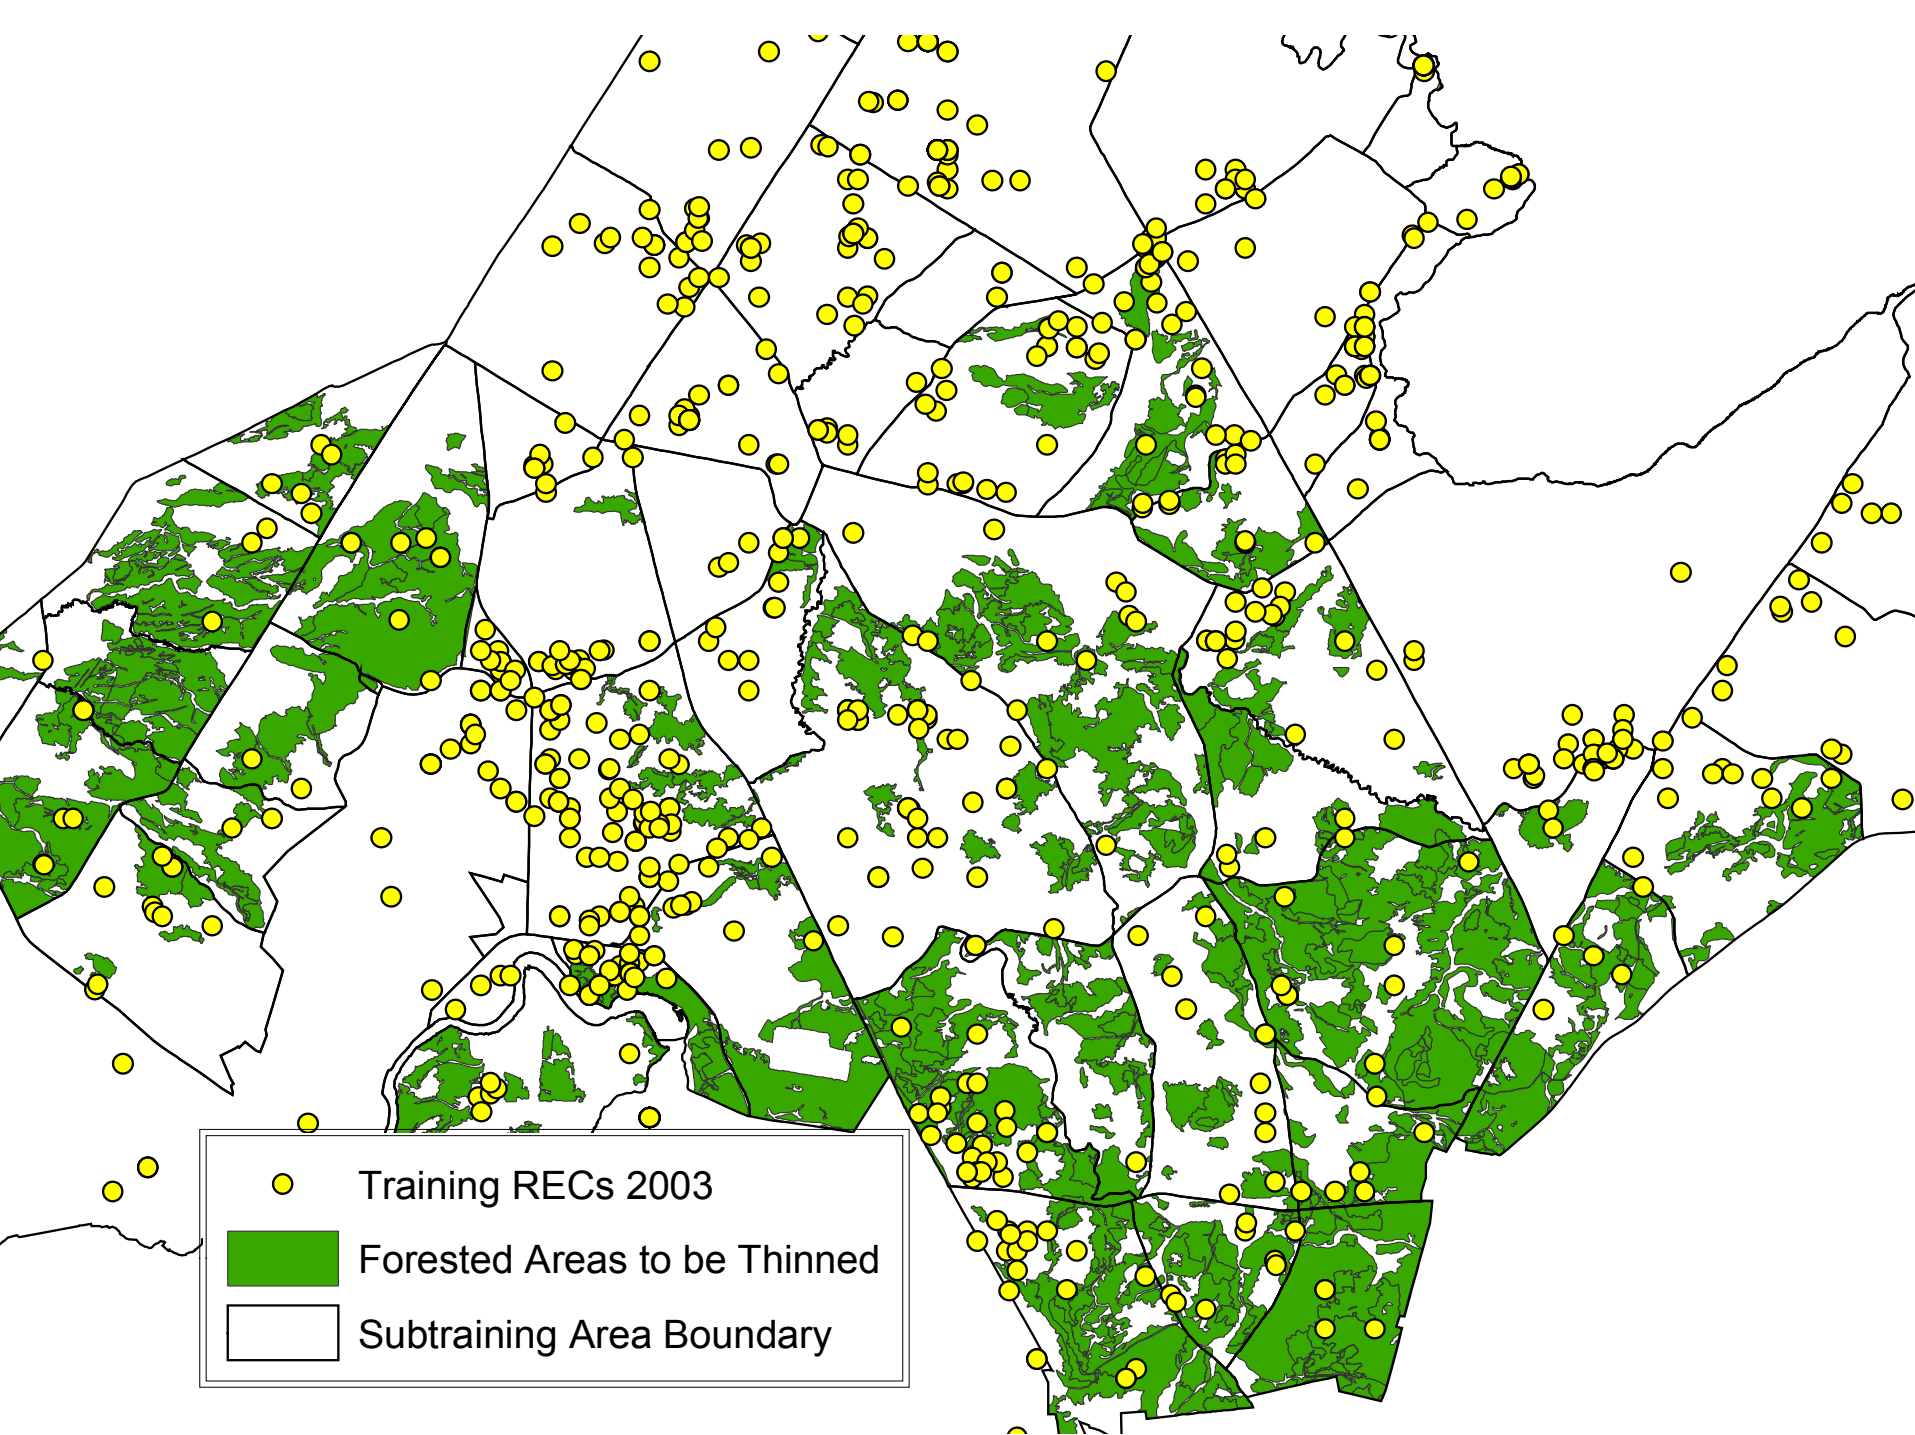 Training RECs 2003
Forested Areas to be Thinned
Subtraining Area Boundary